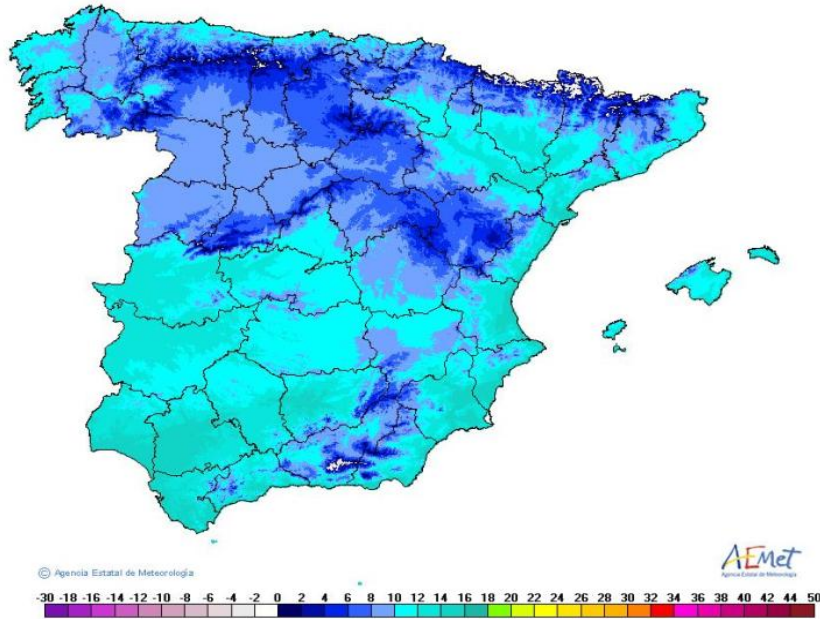 © Agencia Estatal de Meteorología
AEMet
Agencia Estatal de Meteorología
-30 -18 -16 -14 -12 -10 -8 -6 -4 -2 0 2 4 6 8 10 12 14 16 18 20 22 24 26 28 30 32 34 36 38 40 42 44 50